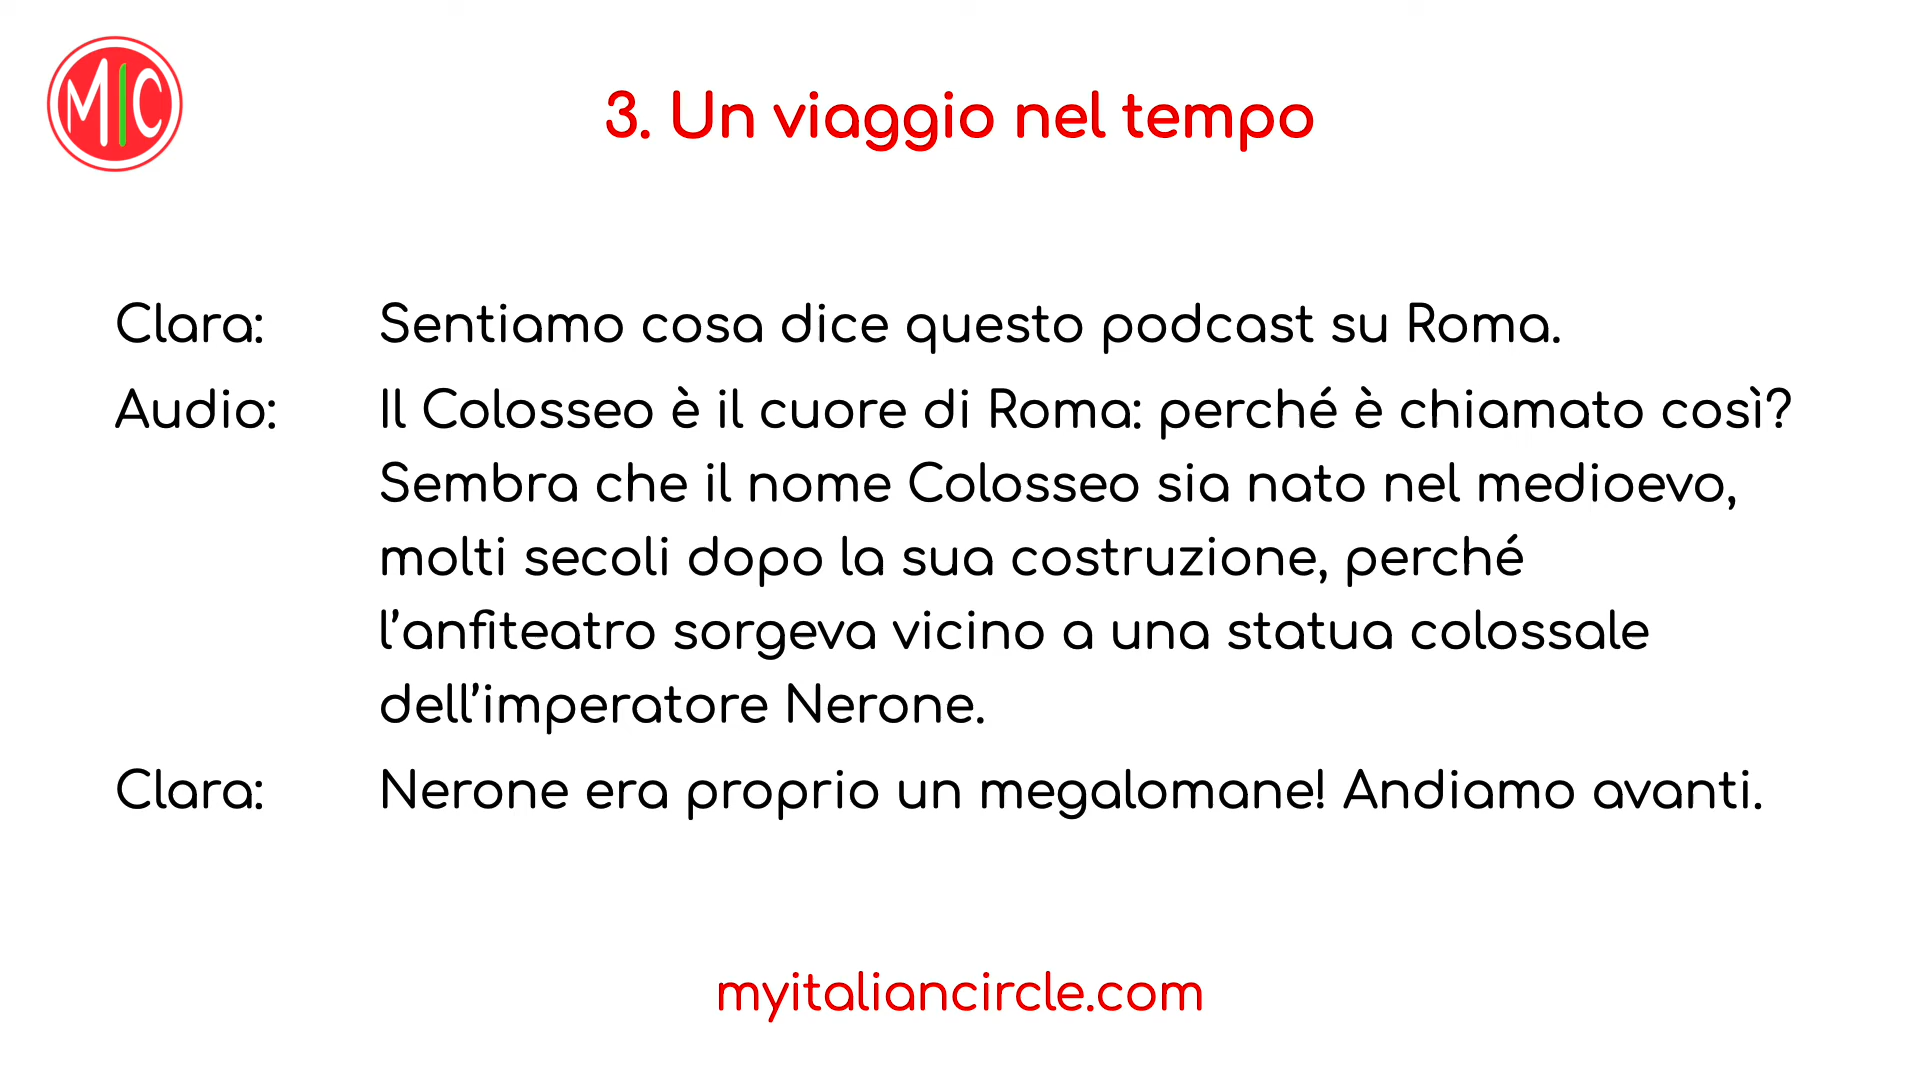 MIC
3. Un viaggio nel tempo
Clara: Sentiamo cosa dice questo podcast su Roma.
Audio: Il Colosseo è il cuore di Roma: perché è chiamato così?
Sembra che il nome Colosseo sia nato nel medioevo,
molti secoli dopo la sua costruzione, perché
l’anfiteatro sorgeva vicino a una statua colossale
dell’imperatore Nerone.
Clara: Nerone era proprio un megalomane! Andiamo avanti.
myitaliancircle.com